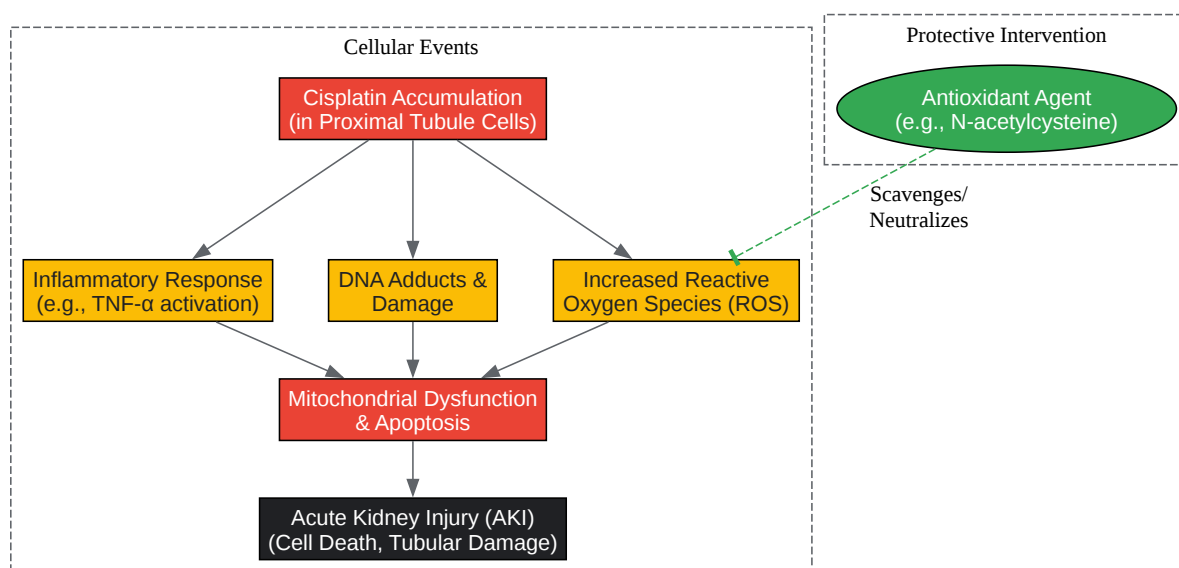 Cellular Events
Protective Intervention
Cisplatin Accumulation
(in Proximal Tubule Cells)
Antioxidant Agent
(e.g., N-acetylcysteine)
Scavenges/
Neutralizes
Inflammatory Response
(e.g., TNF-α activation)
DNA Adducts &
Damage
Increased Reactive
Oxygen Species (ROS)
Mitochondrial Dysfunction
& Apoptosis
Acute Kidney Injury (AKI)
(Cell Death, Tubular Damage)